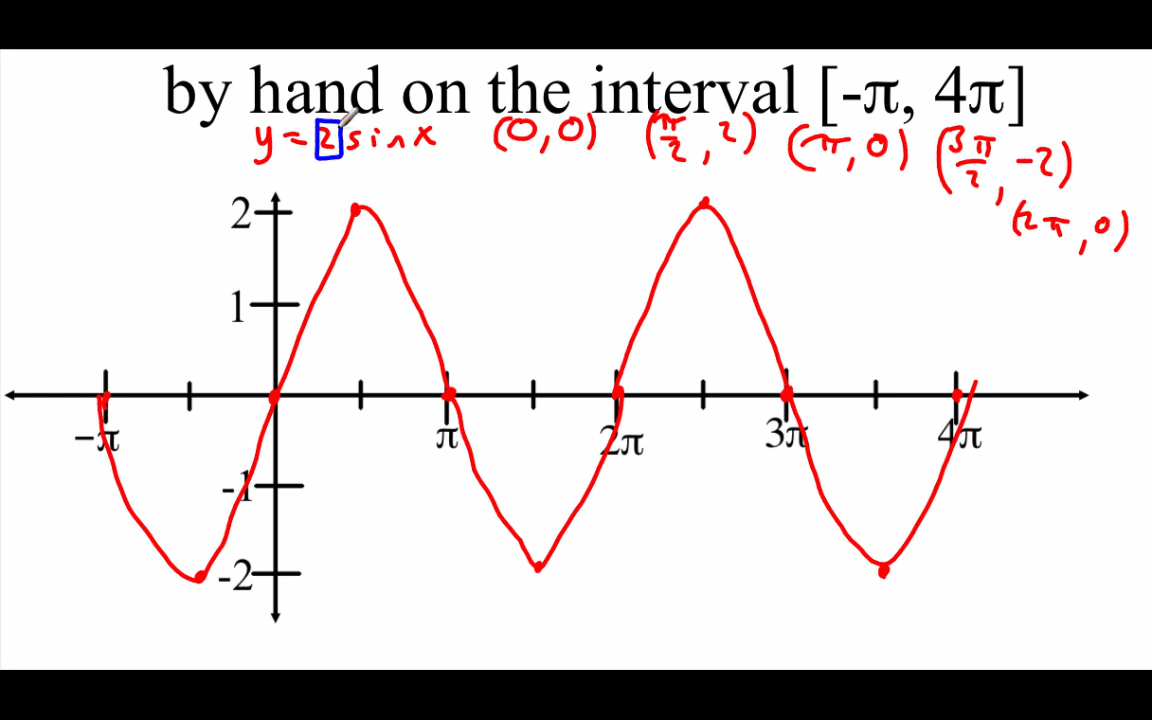 by hand on the interval [-π, 4π]
y = 2 sin x (0, 0) (π/2, 2) (π, 0) (3π/2, -2)
(2π, 0)
2
1
-π π 2π 3π 4π
-1
-2